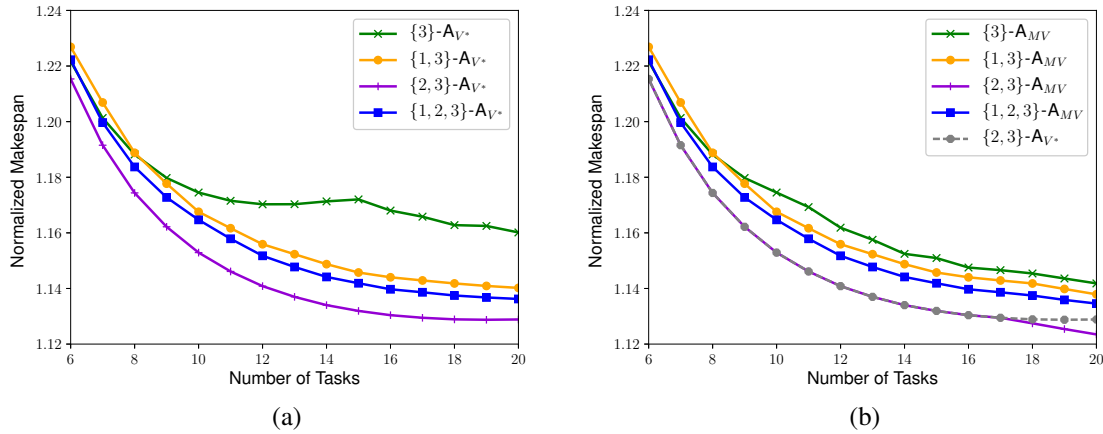 1.24
1.22
1.20
1.18
1.16
1.14
1.12
Normalized Makespan
6 8 10 12 14 16 18 20
Number of Tasks
{3}-A_{V*}
{1, 3}-A_{V*}
{2, 3}-A_{V*}
{1, 2, 3}-A_{V*}
(a)
1.24
1.22
1.20
1.18
1.16
1.14
1.12
Normalized Makespan
6 8 10 12 14 16 18 20
Number of Tasks
{3}-A_{MV}
{1, 3}-A_{MV}
{2, 3}-A_{MV}
{1, 2, 3}-A_{MV}
{2, 3}-A_{V*}
(b)